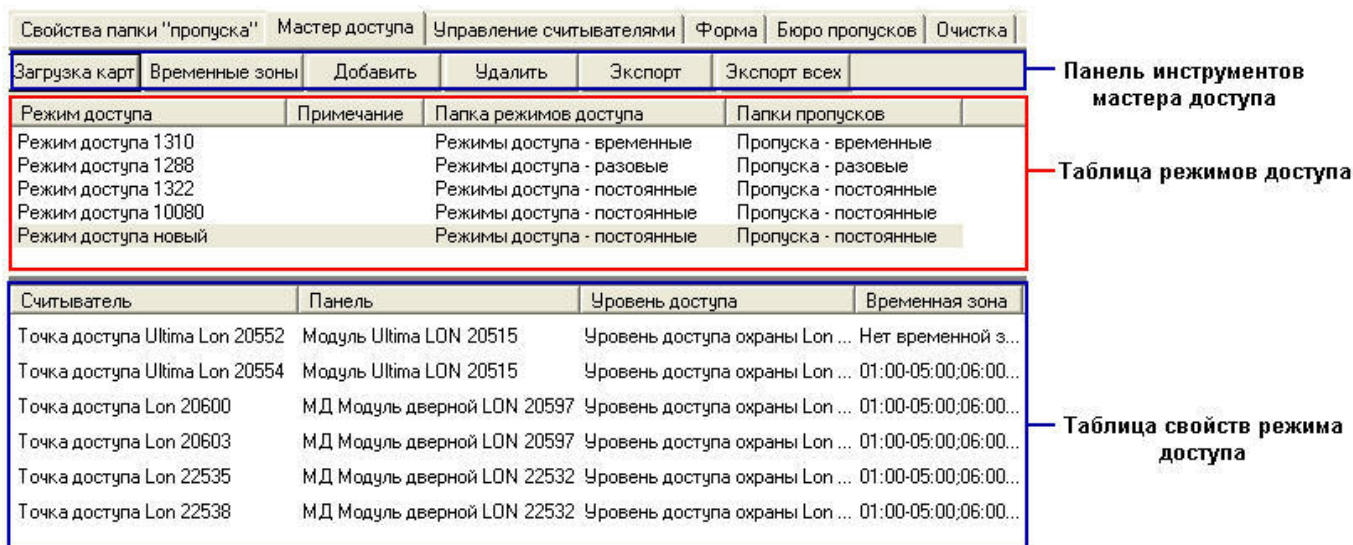 Свойства папки "пропуска" Мастер доступа Управление считывателями Форма Бюро пропусков Очистка
Загрузка карт Временные зоны Добавить Удалить Экспорт Экспорт всех
Панель инструментов
мастера доступа
Режим доступа Примечание Папка режимов доступа Папки пропусков
Режим доступа 1310 Режимы доступа - временные Пропуска - временные
Режим доступа 1288 Режимы доступа - разовые Пропуска - разовые
Режим доступа 1322 Режимы доступа - постоянные Пропуска - постоянные
Режим доступа 10080 Режимы доступа - постоянные Пропуска - постоянные
Режим доступа новый Режимы доступа - постоянные Пропуска - постоянные
Таблица режимов доступа
Считыватель Панель Уровень доступа Временная зона
Точка доступа Ultima Lon 20552 Модуль Ultima LON 20515 Уровень доступа охраны Lon ... Нет временной з...
Точка доступа Ultima Lon 20554 Модуль Ultima LON 20515 Уровень доступа охраны Lon ... 01:00-05:00;06:00...
Точка доступа Lon 20600 МД Модуль дверной LON 20597 Уровень доступа охраны Lon ... 01:00-05:00;06:00...
Точка доступа Lon 20603 МД Модуль дверной LON 20597 Уровень доступа охраны Lon ... 01:00-05:00;06:00...
Точка доступа Lon 22535 МД Модуль дверной LON 22532 Уровень доступа охраны Lon ... 01:00-05:00;06:00...
Точка доступа Lon 22538 МД Модуль дверной LON 22532 Уровень доступа охраны Lon ... 01:00-05:00;06:00...
Таблица свойств режима
доступа